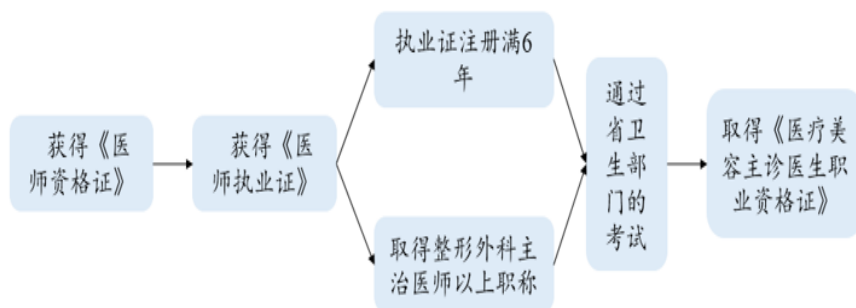 获得《医
师资格证》
获得《医
师执业证》
执业证注册满6
年
取得整形外科主
治医师以上职称
通过
省卫
生部
门的
考试
取得《医疗美
容主诊医生职
业资格证》